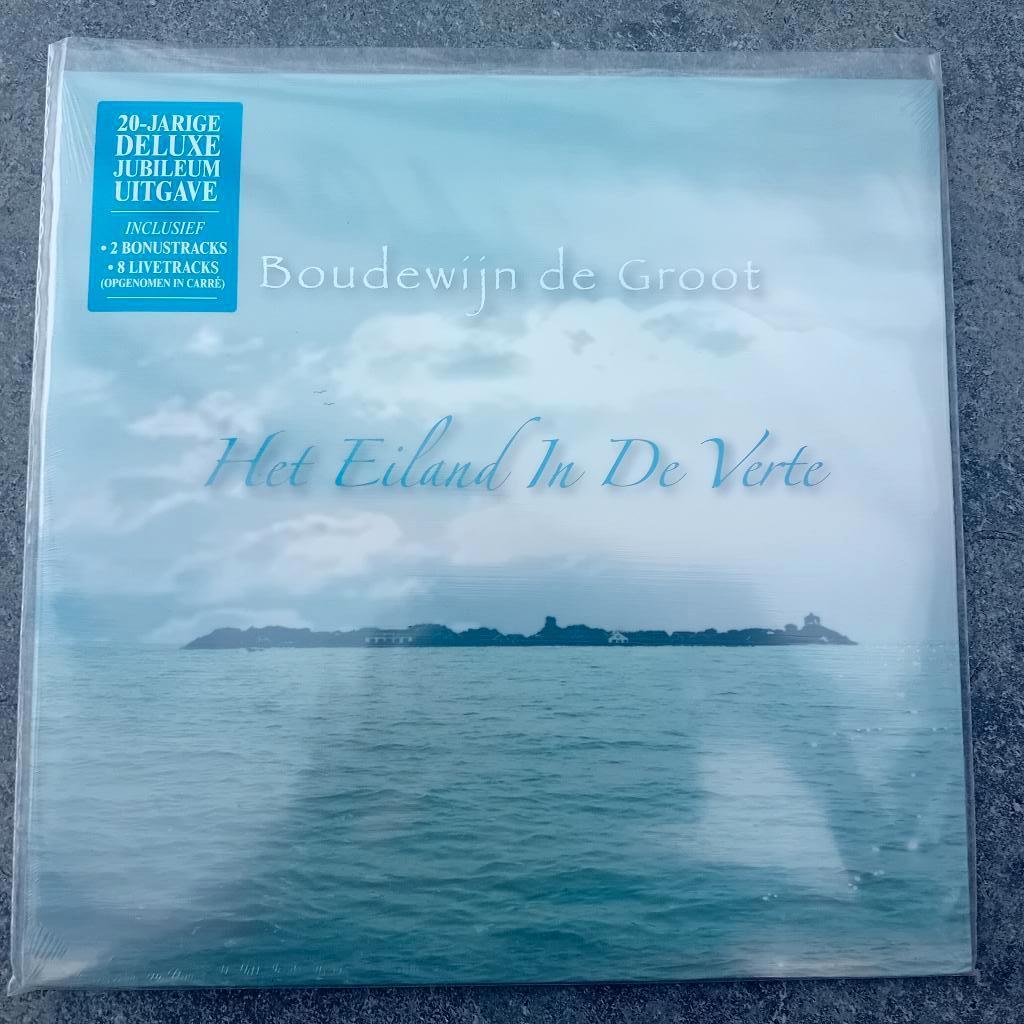 20-JARIGE
DELUXE
JUBILEUM
UITGAVE
INCLUSIEF
• 2 BONUSTRACKS
• 8 LIVETRACKS
(OPGENOMEN IN CARRÉ)
Boudewijn de Groot
Het Eiland In De Verte